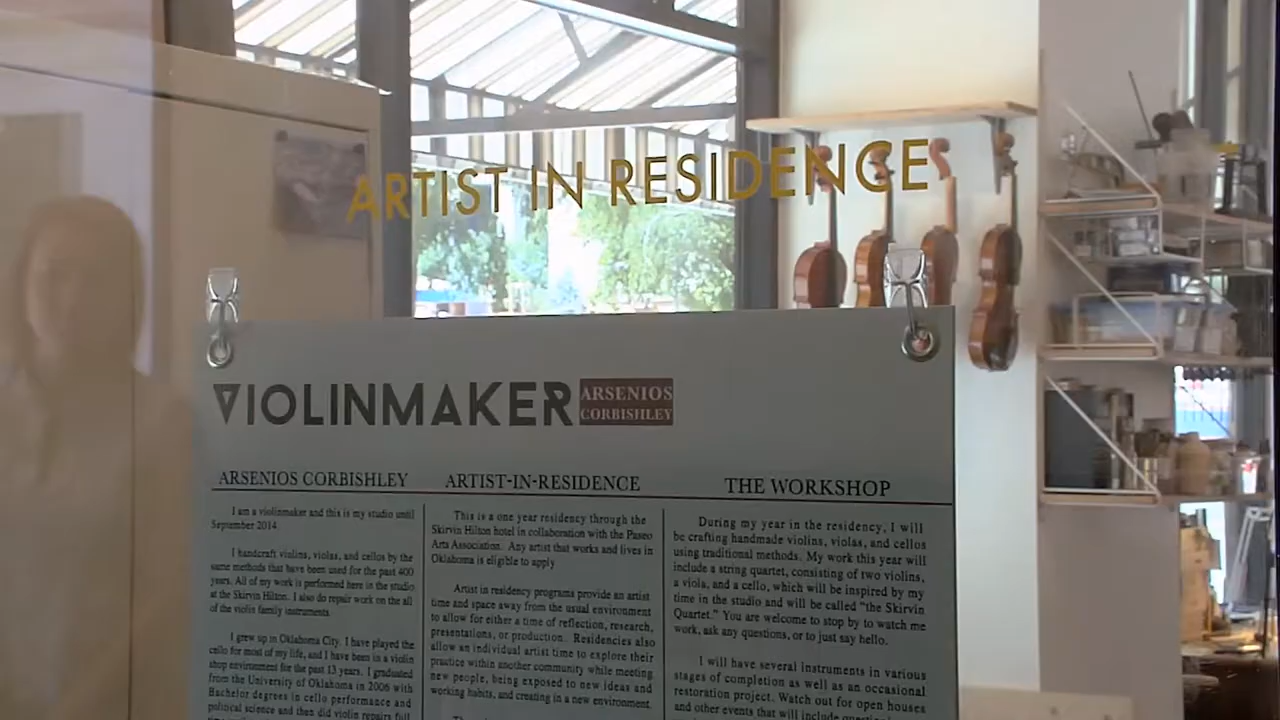 ARTIST IN RESIDENCE
VIOLINMAKER
ARSENIOS
CORBISHLEY
ARSENIOS CORBISHLEY
I am a violinmaker and this is my studio until
September 2014.
I handcraft violins, violas, and cellos by the
same methods that have been used for the past 400
years. All of my work is performed here in the studio
at the Skirvin Hilton. I also do repair work on the all
of the violin family instruments.
I grew up in Oklahoma City. I have played the
cello for most of my life, and I have been in a violin
shop environment for the past 13 years. I graduated
from the University of Oklahoma in 2006 with
Bachelor degrees in cello performance and
political science and then did violin repairs full
ARTIST-IN-RESIDENCE
This is a one year residency through the
Skirvin Hilton hotel in collaboration with the Paseo
Arts Association. Any artist that works and lives in
Oklahoma is eligible to apply.
Artist in residency programs provide an artist
time and space away from the usual environment
to allow for either a time of reflection, research,
presentations, or production. Residencies also
allow an individual artist time to explore their
practice within another community while meeting
new people, being exposed to new ideas and
working habits, and creating in a new environment.
THE WORKSHOP
During my year in the residency, I will
be crafting handmade violins, violas, and cellos
using traditional methods. My work this year will
include a string quartet, consisting of two violins,
a viola, and a cello, which will be inspired by my
time in the studio and will be called "the Skirvin
Quartet." You are welcome to stop by to watch me
work, ask any questions, or to just say hello.
I will have several instruments in various
stages of completion as well as an occasional
restoration project. Watch out for open houses
and other events that will include